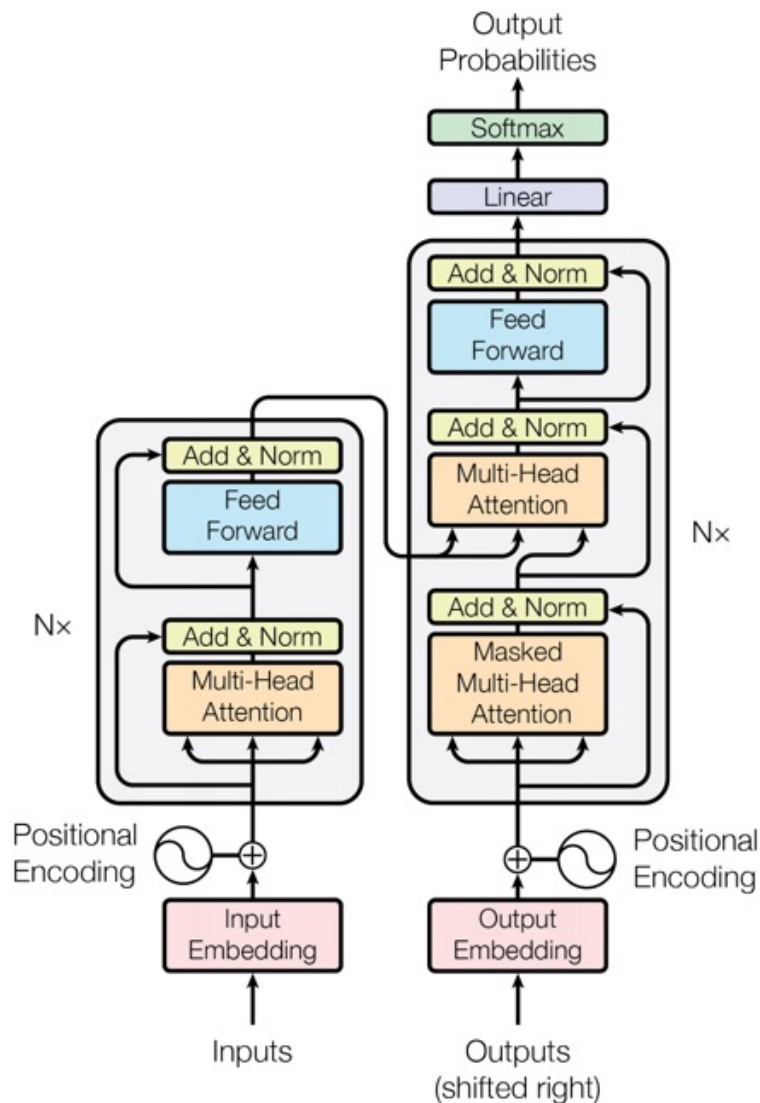 Output
Probabilities
Softmax
Linear
Add & Norm
Feed
Forward
Add & Norm
Multi-Head
Attention
Add & Norm
Masked
Multi-Head
Attention
N×
Add & Norm
Feed
Forward
Add & Norm
Multi-Head
Attention
N×
Positional
Encoding
Positional
Encoding
Input
Embedding
Output
Embedding
Inputs
Outputs
(shifted right)